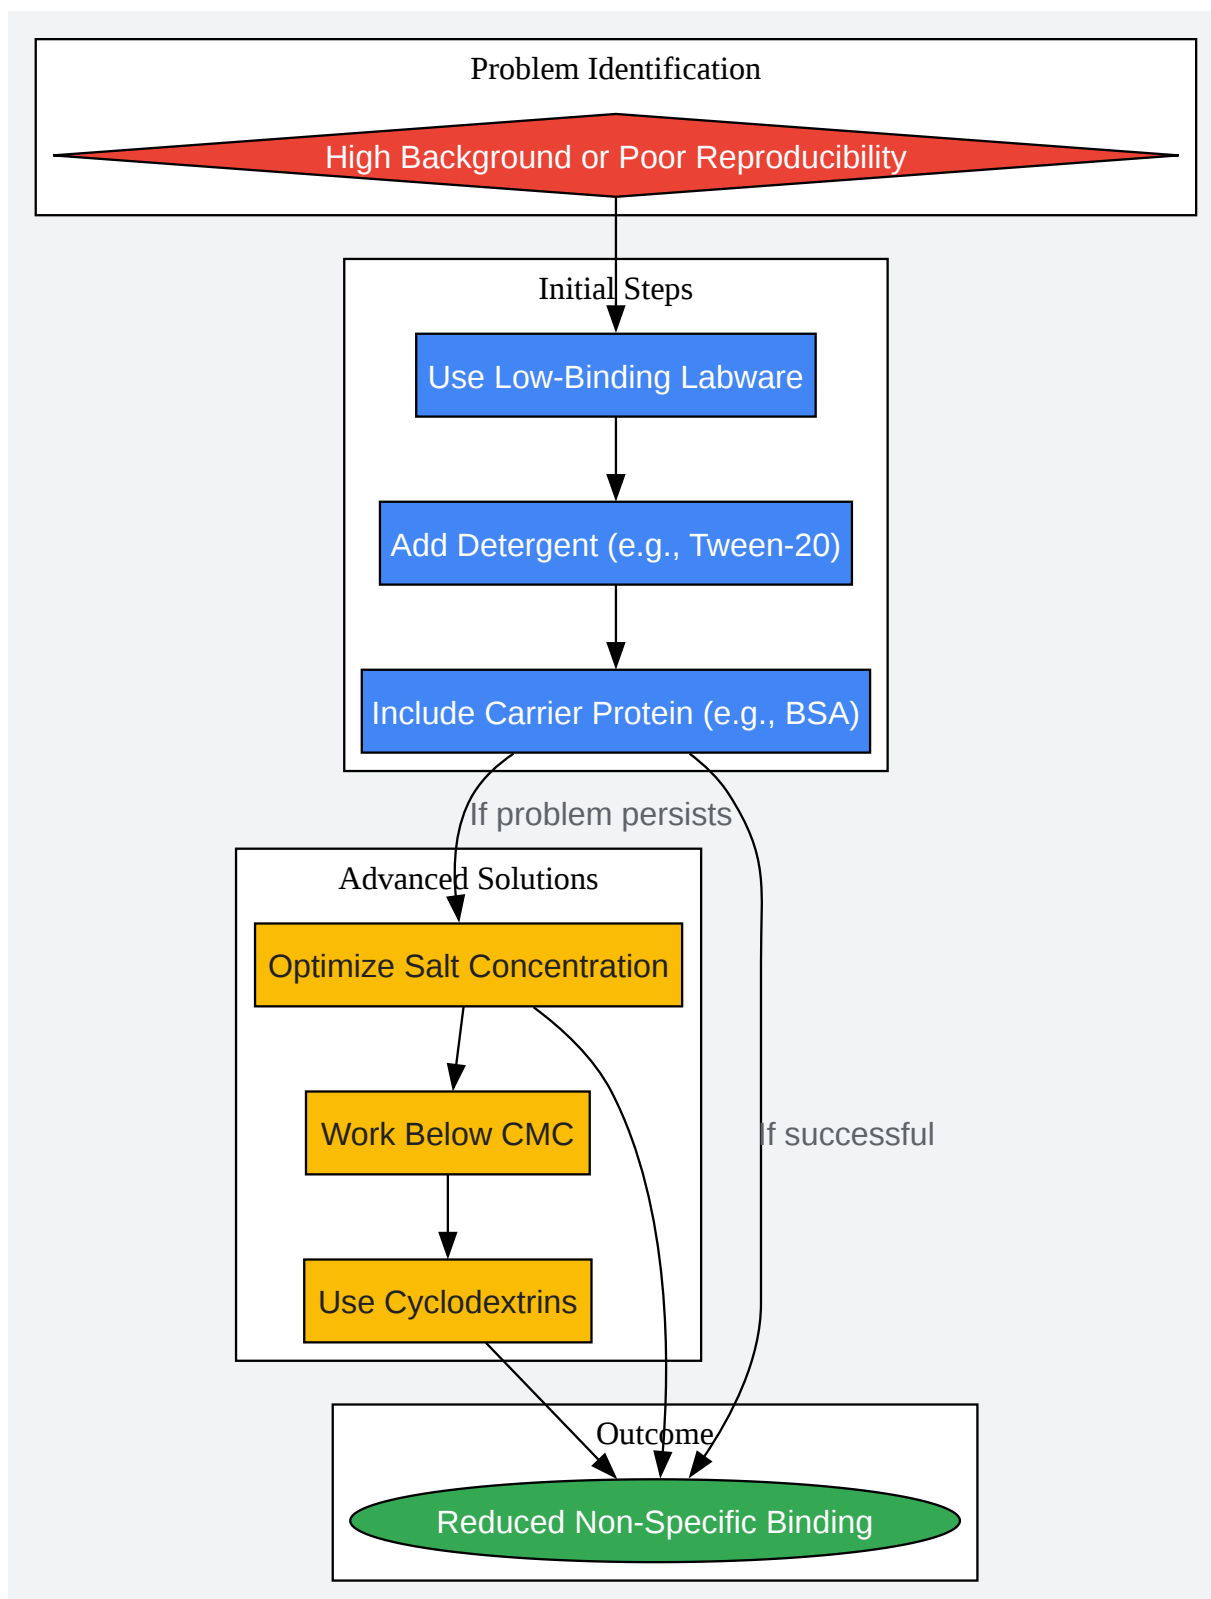 Problem Identification
High Background or Poor Reproducibility
Initial Steps
Use Low-Binding Labware
Add Detergent (e.g., Tween-20)
Include Carrier Protein (e.g., BSA)
If problem persists
Advanced Solutions
Optimize Salt Concentration
Work Below CMC
If successful
Use Cyclodextrins
Outcome
Reduced Non-Specific Binding